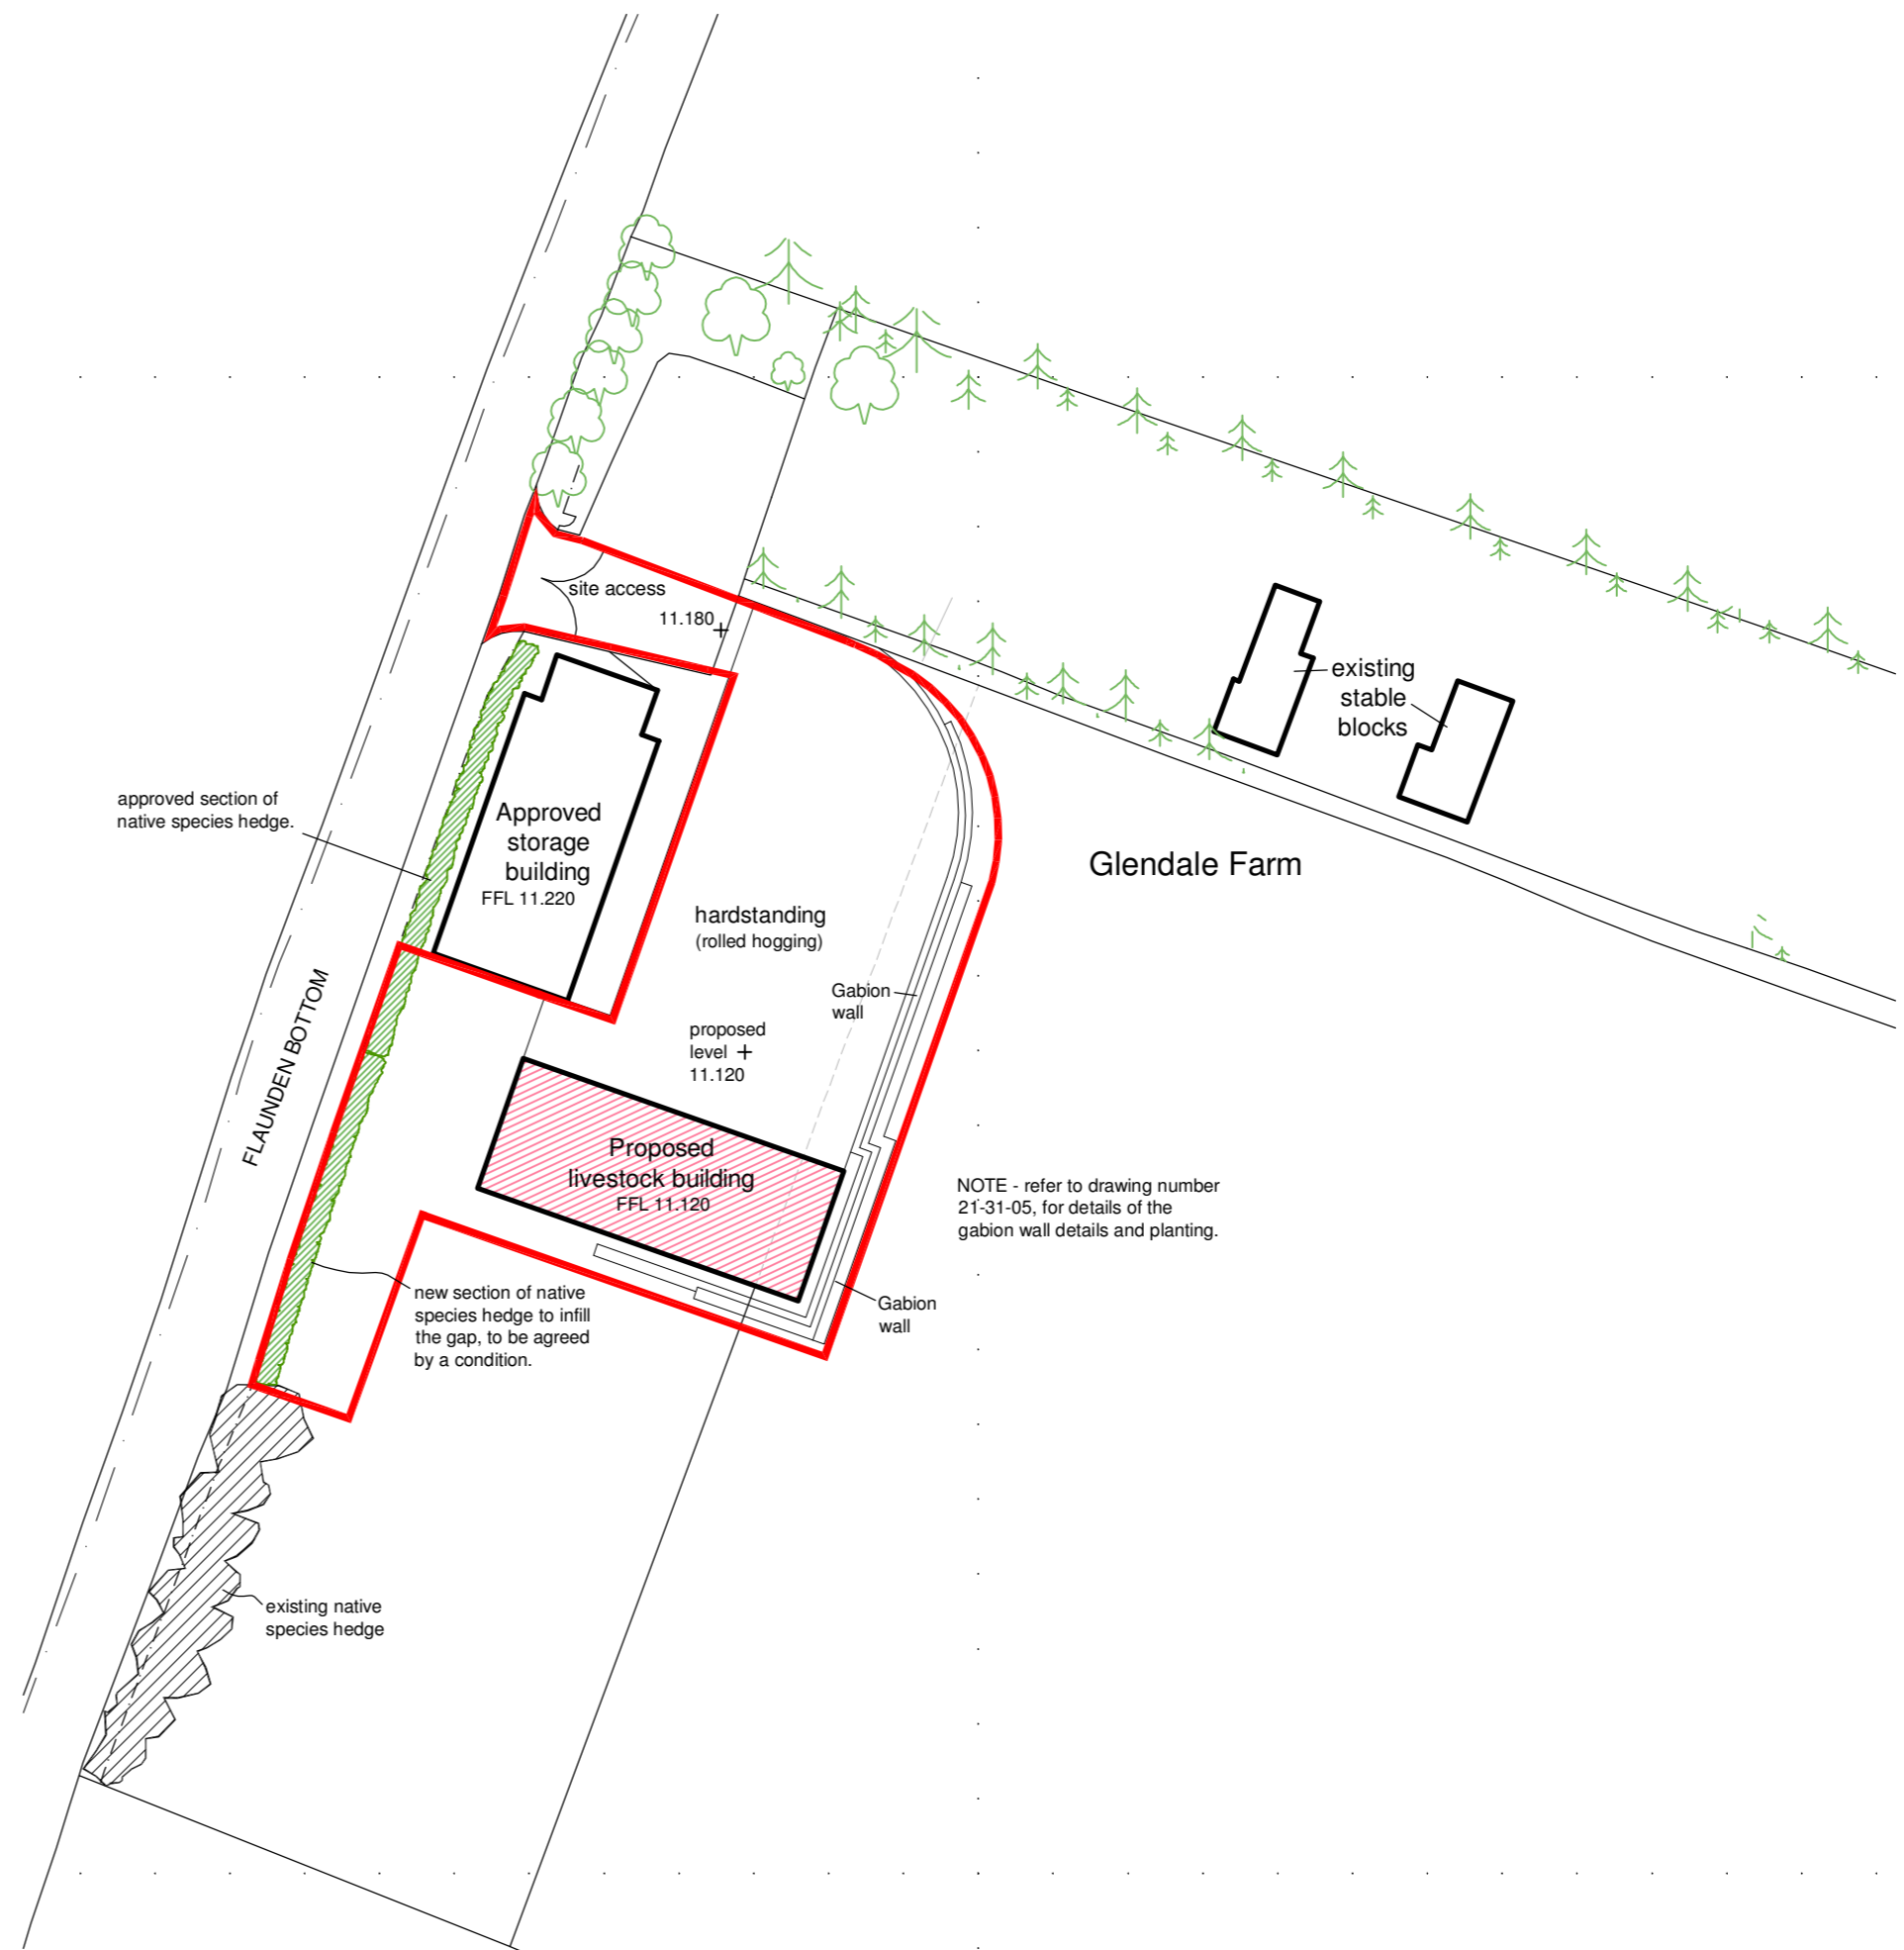 site access
11.180
existing
stable
blocks
approved section of
native species hedge.
Approved
storage
building
FFL 11.220
Glendale Farm
hardstanding
(rolled hogging)
Gabion
wall
FLAUNDEN BOTTOM
proposed
level
11.120
Proposed
livestock building
FFL 11.120
NOTE - refer to drawing number
21-31-05, for details of the
gabion wall details and planting.
new section of native
species hedge to infill
the gap, to be agreed
by a condition.
Gabion
wall
existing native
species hedge